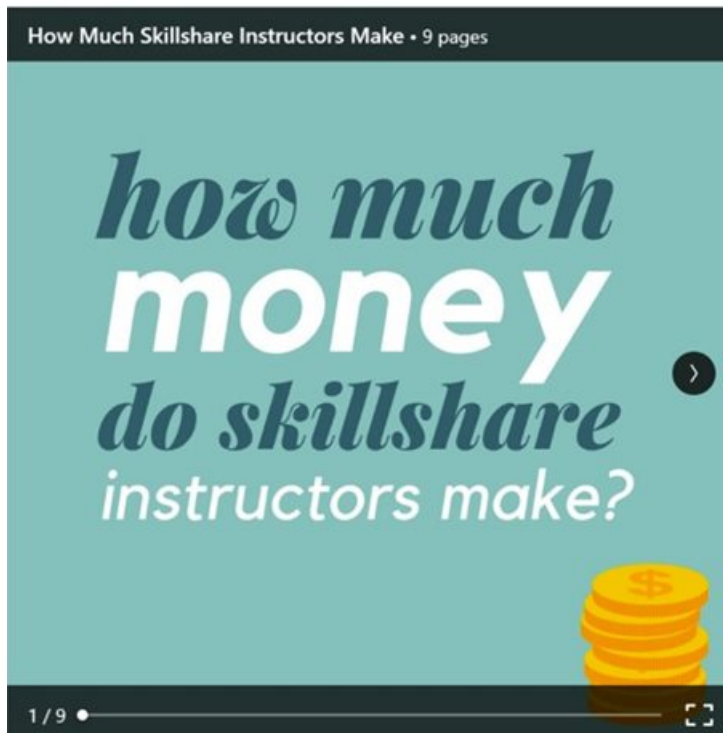 How Much Skillshare Instructors Make • 9 pages
how much
money
do skillshare
instructors make?
$
1 / 9